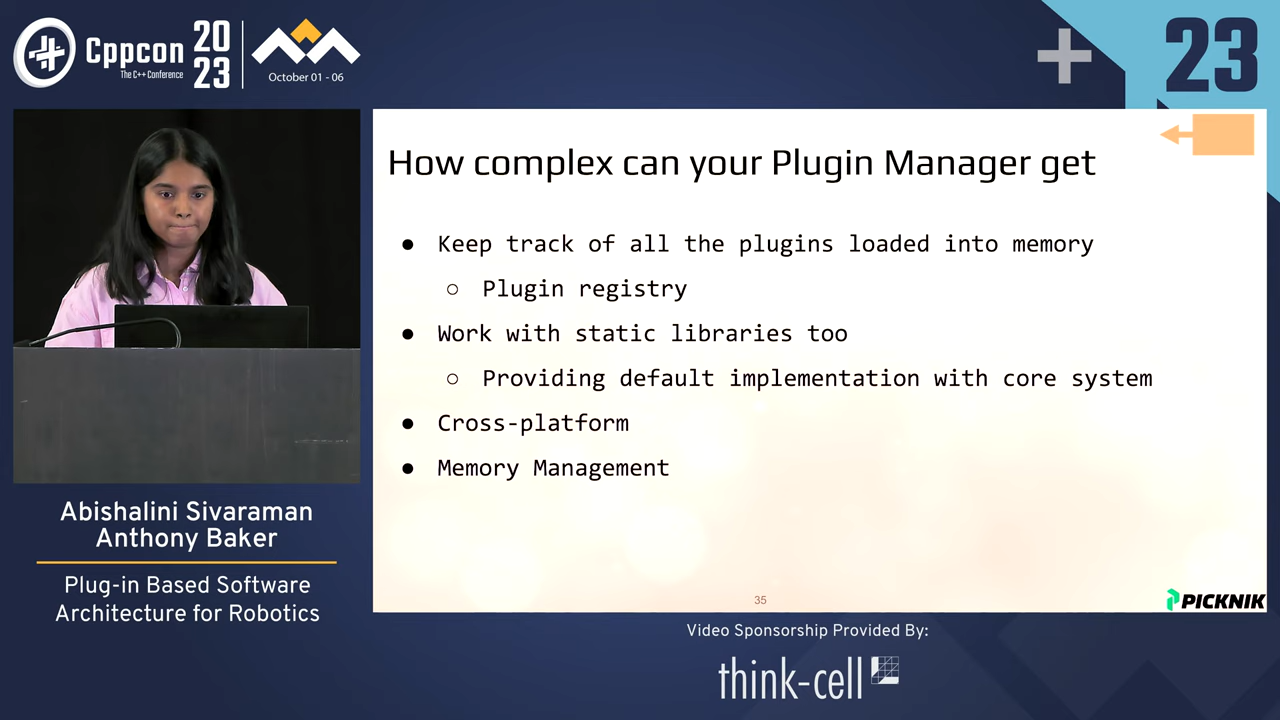 Cppcon
The C++ Conference
20
23
October 01 - 06
23
How complex can your Plugin Manager get
● Keep track of all the plugins loaded into memory
○ Plugin registry
● Work with static libraries too
○ Providing default implementation with core system
● Cross-platform
● Memory Management
35
PICKNIK
Abishalini Sivaraman
Anthony Baker
Plug-in Based Software
Architecture for Robotics
Video Sponsorship Provided By:
think-cell